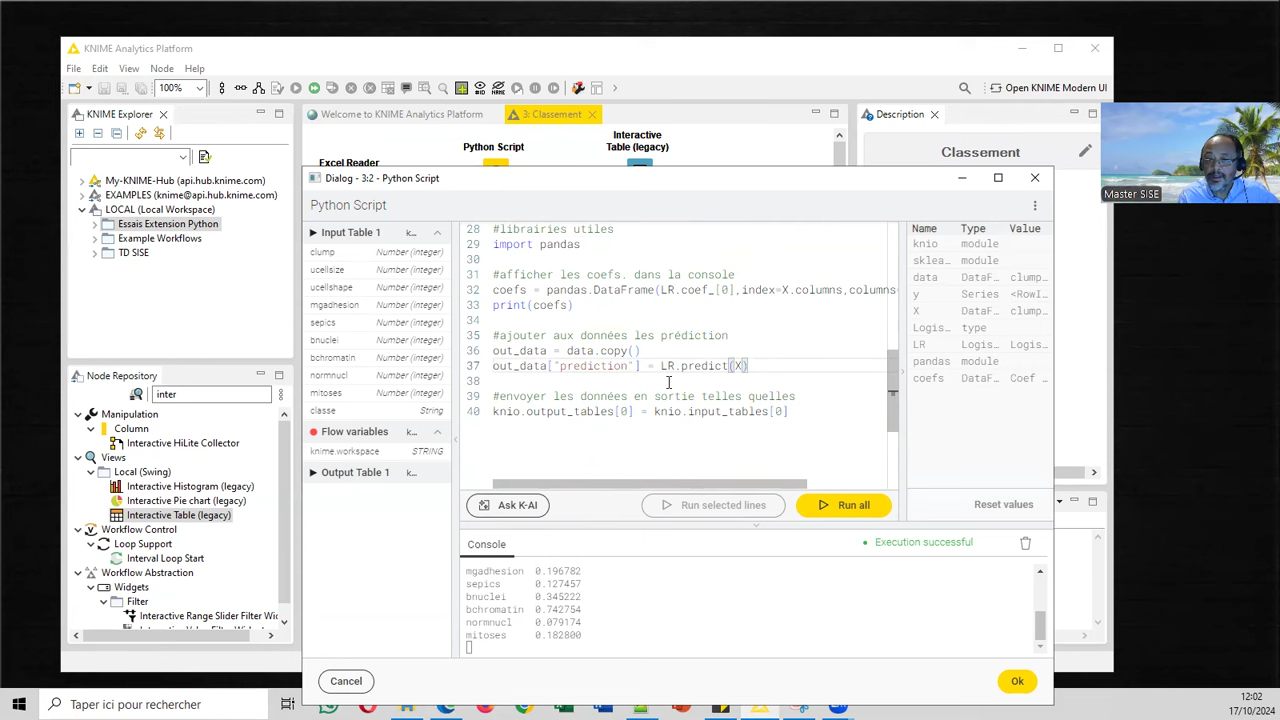 KNIME Analytics Platform
File Edit View Node Help
100%
Open KNIME Modern UI
KNIME Explorer
Welcome to KNIME Analytics Platform
3: Classement
Description
My-KNIME-Hub (api.hub.knime.com)
EXAMPLES (knime@api.hub.knime.com)
LOCAL (Local Workspace)
Essais Extension Python
Example Workflows
TD SISE
Excel Reader
Python Script
Interactive
Table (legacy)
Classement
Master SISE
Dialog - 3:2 - Python Script
Python Script
Input Table 1 k...
clump Number (integer)
ucellsize Number (integer)
ucellshape Number (integer)
mgadhesion Number (integer)
sepics Number (integer)
bnuclei Number (integer)
bchromatin Number (integer)
normnucl Number (integer)
mitoses Number (integer)
classe String
Flow variables k...
knime.workspace STRING
Output Table 1 k...
28 #librairies utiles
29 import pandas
30
31 #afficher les coefs. dans la console
32 coefs = pandas.DataFrame(LR.coef_[0],index=X.columns,columns=
33 print(coefs)
34
35 #ajouter aux données les prédiction
36 out_data = data.copy()
37 out_data["prediction"] = LR.predict(X)
38
39 #envoyer les données en sortie telles quelles
40 knio.output_tables[0] = knio.input_tables[0]
Name Type Value
knio module
sklea... module
data DataF... clump...
y Series <RowI...
X DataF... clump...
Logis... type
LR Logis... Logis...
pandas module
coefs DataF... Coef ...
Ask K-AI
Run selected lines
Run all
Reset values
Console
Execution successful
mgadhesion 0.196782
sepics 0.127457
bnuclei 0.345222
bchromatin 0.742754
normnucl 0.079174
mitoses 0.182800
Cancel
Ok
Node Repository
inter
Manipulation
Column
Interactive HiLite Collector
Views
Local (Swing)
Interactive Histogram (legacy)
Interactive Pie chart (legacy)
Interactive Table (legacy)
Workflow Control
Loop Support
Interval Loop Start
Workflow Abstraction
Widgets
Filter
Interactive Range Slider Filter Wid
Taper ici pour rechercher
12:02
17/10/2024